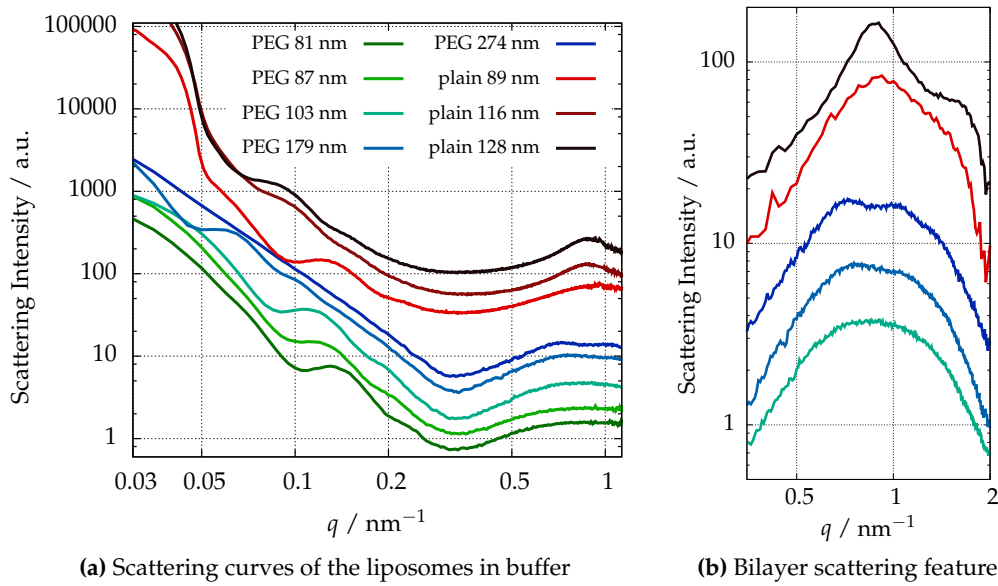 100000
10000
1000
100
10
1
Scattering Intensity / a.u.
PEG 81 nm
PEG 87 nm
PEG 103 nm
PEG 179 nm
PEG 274 nm
plain 89 nm
plain 116 nm
plain 128 nm
0.03 0.05 0.1 0.2 0.5 1
q / nm⁻¹
(a) Scattering curves of the liposomes in buffer
100
10
1
Scattering Intensity / a.u.
0.5 1 2
q / nm⁻¹
(b) Bilayer scattering feature